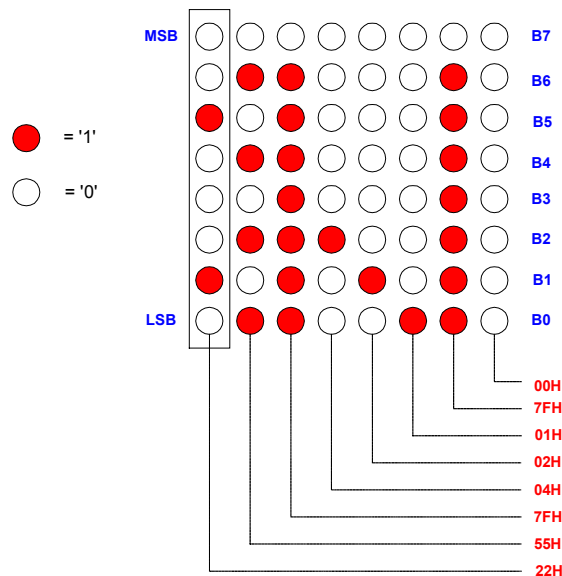 MSB B7
B6
B5
= '1'
B4
= '0' B3
B2
B1
LSB B0
00H
7FH
01H
02H
04H
7FH
55H
22H